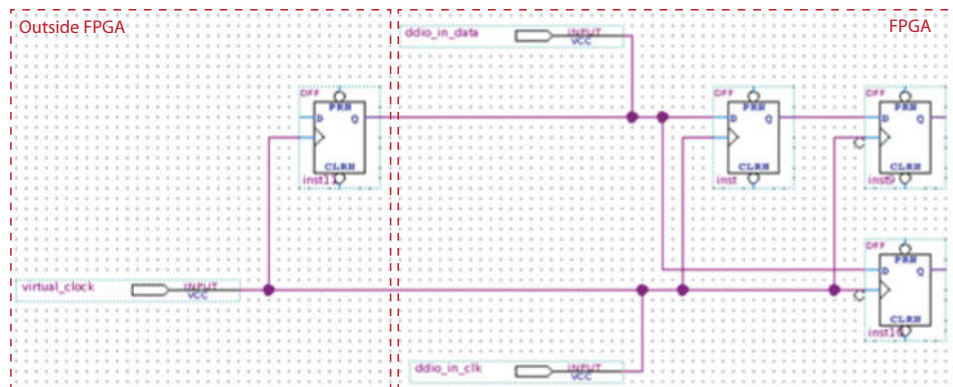 Outside FPGA
FPGA
ddio_in_data
INPUT
VCC
DFF
PRN
D
Q
CLRN
DFF
PRN
D
Q
CLRN
inst
DFF
PRN
D
Q
CLRN
inst9
virtual_clock
INPUT
VCC
DFF
PRN
D
Q
CLRN
ddio_in_clk
INPUT
VCC